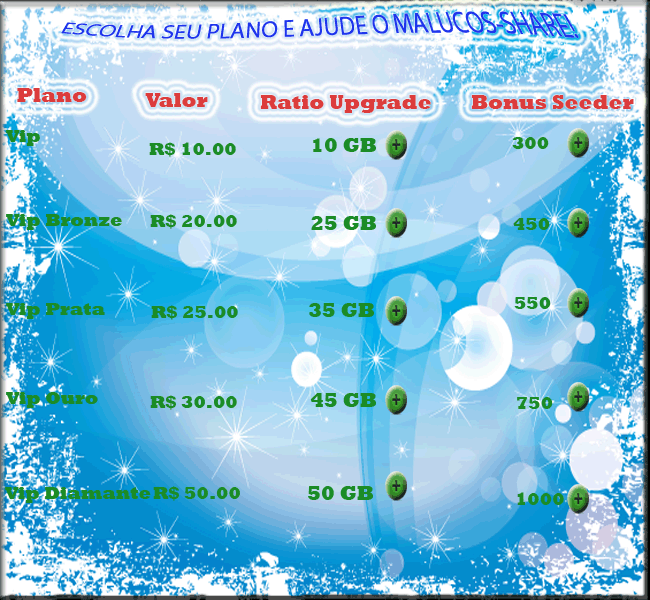 ESCOLHA SEU PLANO E AJUDE O MALUCOS-SHARE!
Plano Valor Ratio Upgrade Bonus Seeder
Vip R$ 10.00 10 GB + 300 +
Vip Bronze R$ 20.00 25 GB + 450 +
Vip Prata R$ 25.00 35 GB + 550 +
Vip Ouro R$ 30.00 45 GB + 750 +
Vip Diamante R$ 50.00 50 GB + 1000 +